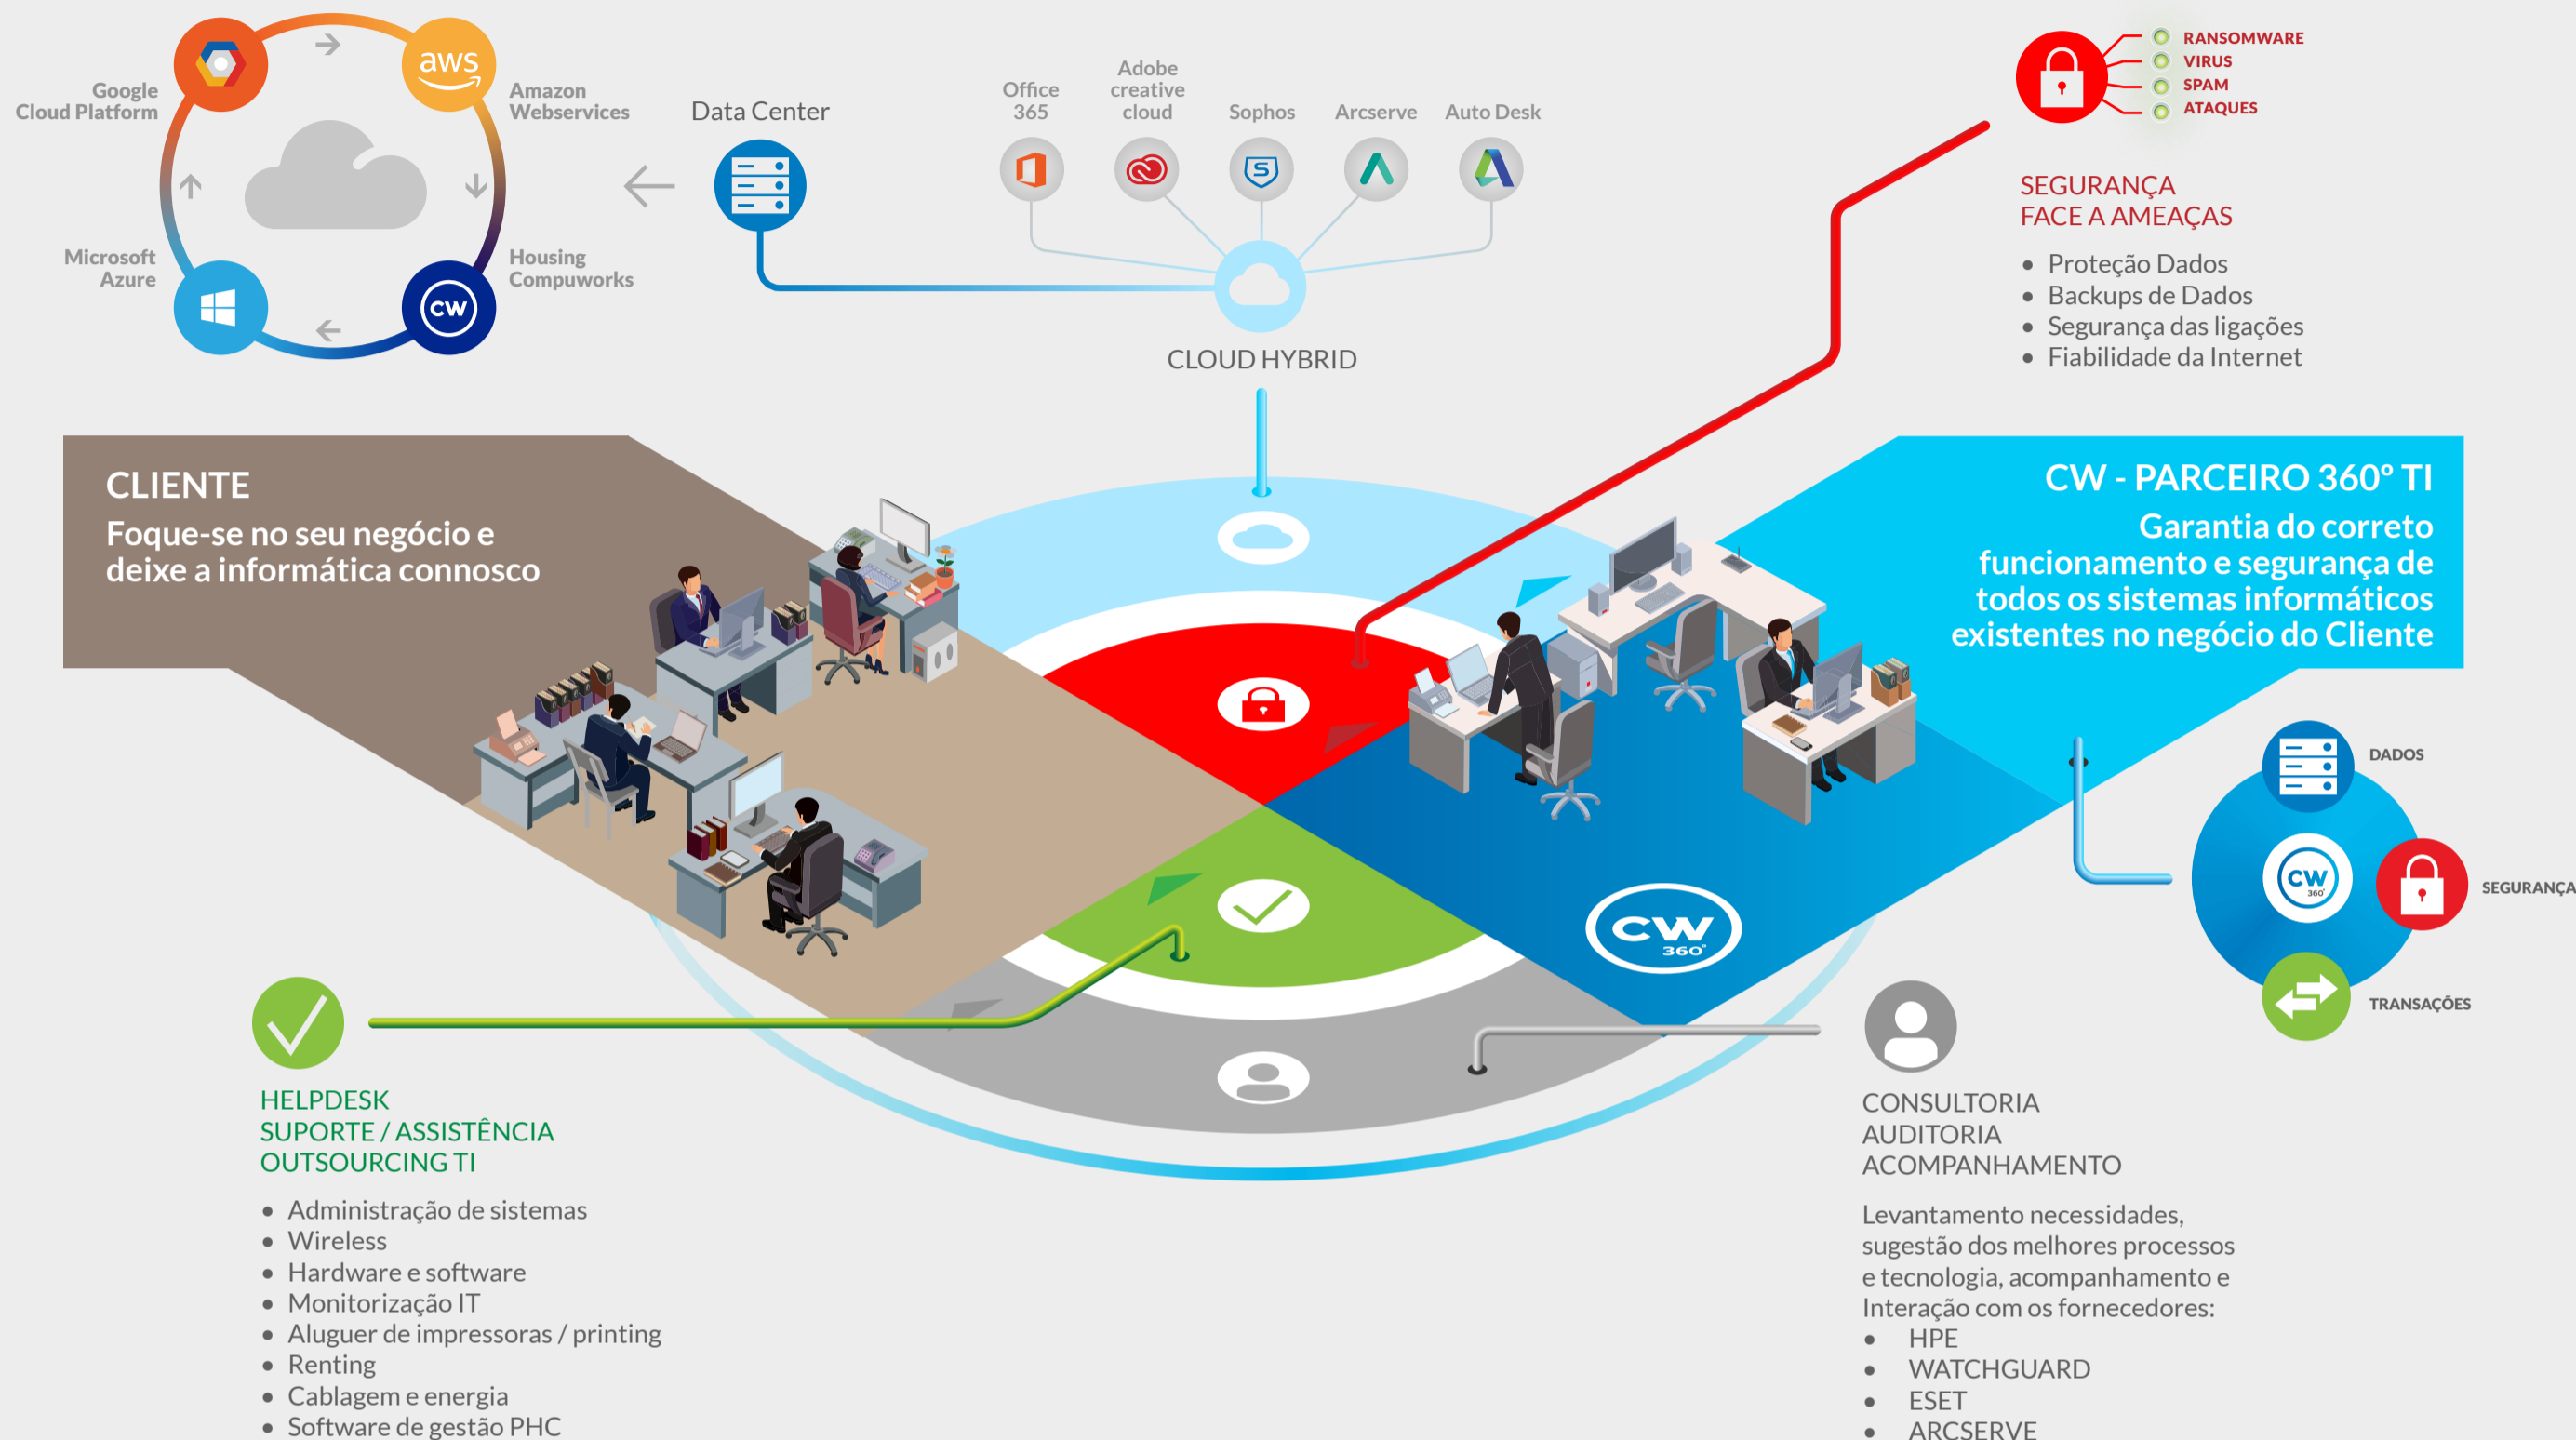 aws
Google
Cloud Platform
Amazon
Webservices
Microsoft
Azure
Housing
Compuworks
CW
Data Center
Office
365
Adobe
creative
cloud
Sophos
Arcserve
Auto Desk
S
CLOUD HYBRID
RANSOMWARE
VIRUS
SPAM
ATAQUES
SEGURANÇA
FACE A AMEAÇAS
• Proteção Dados
• Backups de Dados
• Segurança das ligações
• Fiabilidade da Internet
CLIENTE
Foque-se no seu negócio e
deixe a informática connosco
CW - PARCEIRO 360º TI
Garantia do correto
funcionamento e segurança de
todos os sistemas informáticos
existentes no negócio do Cliente
DADOS
CW
360°
SEGURANÇA
TRANSAÇÕES
CW
360°
HELPDESK
SUPORTE / ASSISTÊNCIA
OUTSOURCING TI
• Administração de sistemas
• Wireless
• Hardware e software
• Monitorização IT
• Aluguer de impressoras / printing
• Renting
• Cablagem e energia
• Software de gestão PHC
CONSULTORIA
AUDITORIA
ACOMPANHAMENTO
Levantamento necessidades,
sugestão dos melhores processos
e tecnologia, acompanhamento e
Interação com os fornecedores:
• HPE
• WATCHGUARD
• ESET
• ARCSERVE